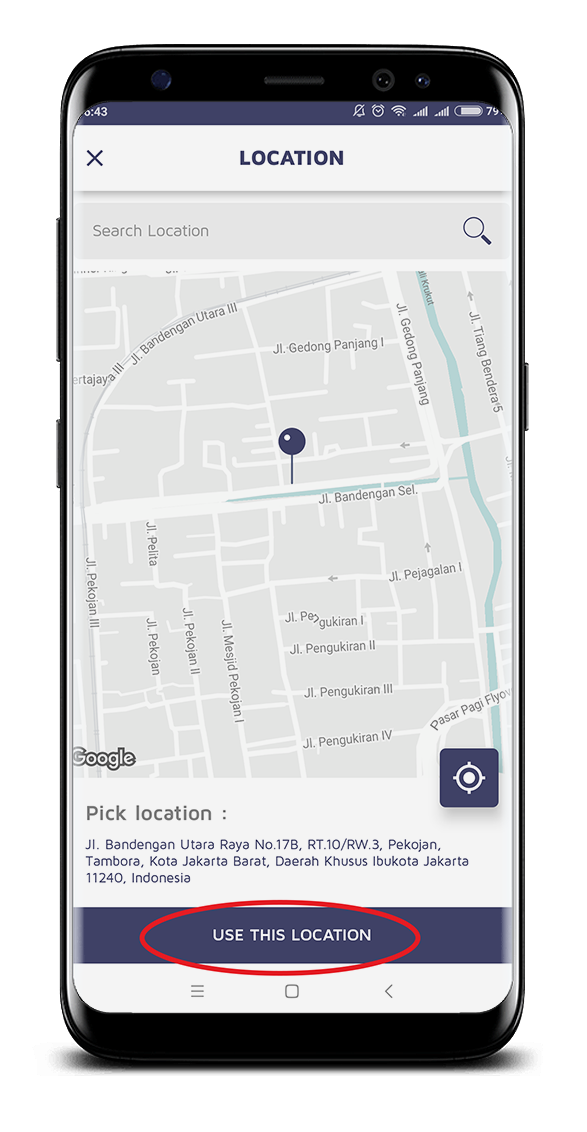 6:43
79
LOCATION
Search Location
Jl. Bandengan Utara III
Jl. Gedong Panjang I
Jl. Gedong Panjang
Krukut
Jl. Tiang Bendera 5
ertajaya III
Jl. Bandengan Sel.
Jl. Pelita
Jl. Pejagalan I
Jl. Pekojan III
Jl. Pekojan
Jl. Pekojan II
Jl. Mesjid Pekojan I
Jl. Pengukiran I
Jl. Pengukiran II
Jl. Pengukiran III
Jl. Pengukiran IV
Pasar Pagi Flyov
Google
Pick location :
Jl. Bandengan Utara Raya No.17B, RT.10/RW.3, Pekojan,
Tambora, Kota Jakarta Barat, Daerah Khusus Ibukota Jakarta
11240, Indonesia
USE THIS LOCATION